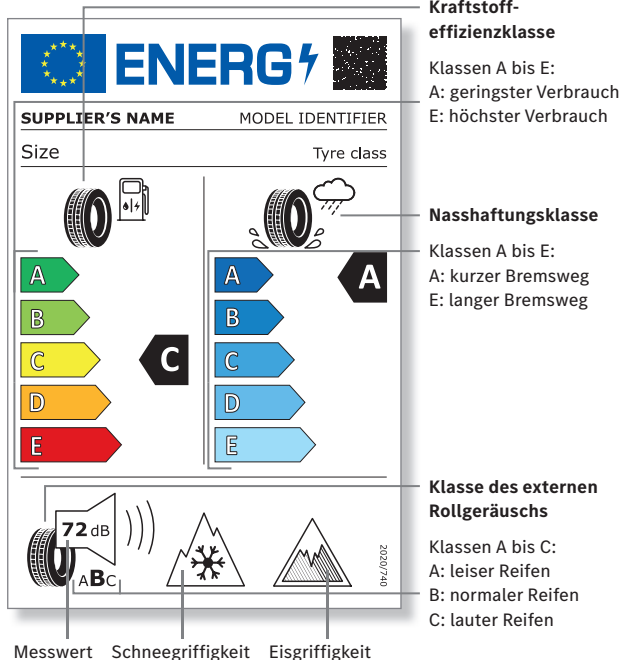 Kraftstoff-
effizienzklasse
Klassen A bis E:
A: geringster Verbrauch
E: höchster Verbrauch
ENERG
SUPPLIER'S NAME MODEL IDENTIFIER
Size Tyre class
Nasshaftungsklasse
Klassen A bis E:
A: kurzer Bremsweg
E: langer Bremsweg
A
B
C
D
E
C
A
B
C
D
E
A
Klasse des externen
Rollgeräuschs
Klassen A bis C:
A: leiser Reifen
B: normaler Reifen
C: lauter Reifen
72 dB
ABC
2020/740
Messwert Schneegriffigkeit Eisgriffigkeit